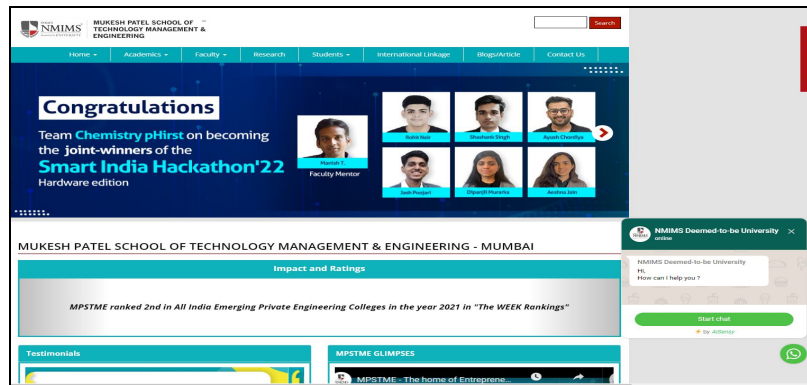 NMIMS
MUKESH PATEL SCHOOL OF
TECHNOLOGY MANAGEMENT &
ENGINEERING
Search
Home Academics Faculty Research Students International Linkage Blogs/Article Contact Us
Congratulations
Team Chemistry pHirst on becoming
the joint-winners of the
Smart India Hackathon'22
Hardware edition
Manish T.
Faculty Mentor
Rohit Nair
Shashank Singh
Ayush Chordiya
Josh Poojari
Dipanjli Murarka
Aeshna Jain
MUKESH PATEL SCHOOL OF TECHNOLOGY MANAGEMENT & ENGINEERING - MUMBAI
Impact and Ratings
MPSTME ranked 2nd in All India Emerging Private Engineering Colleges in the year 2021 in "The WEEK Rankings"
Testimonials
MPSTME GLIMPSES
MPSTME - The home of Entreprene...
NMIMS Deemed-to-be University
online
NMIMS Deemed-to-be University
Hi,
How can I help you ?
Start chat
by AiSensy